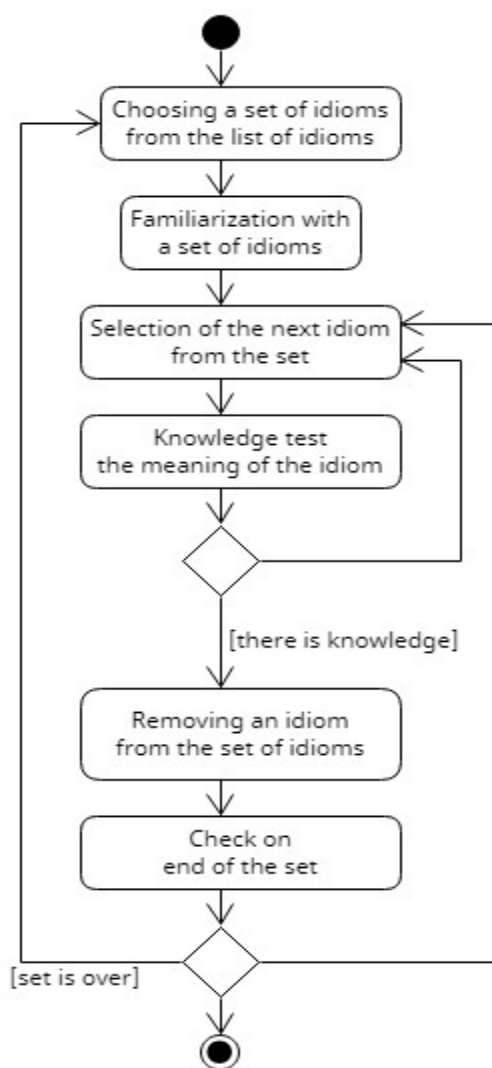 Choosing a set of idioms
from the list of idioms
Familiarization with
a set of idioms
Selection of the next idiom
from the set
Knowledge test
the meaning of the idiom
[there is knowledge]
Removing an idiom
from the set of idioms
Check on
end of the set
[set is over]